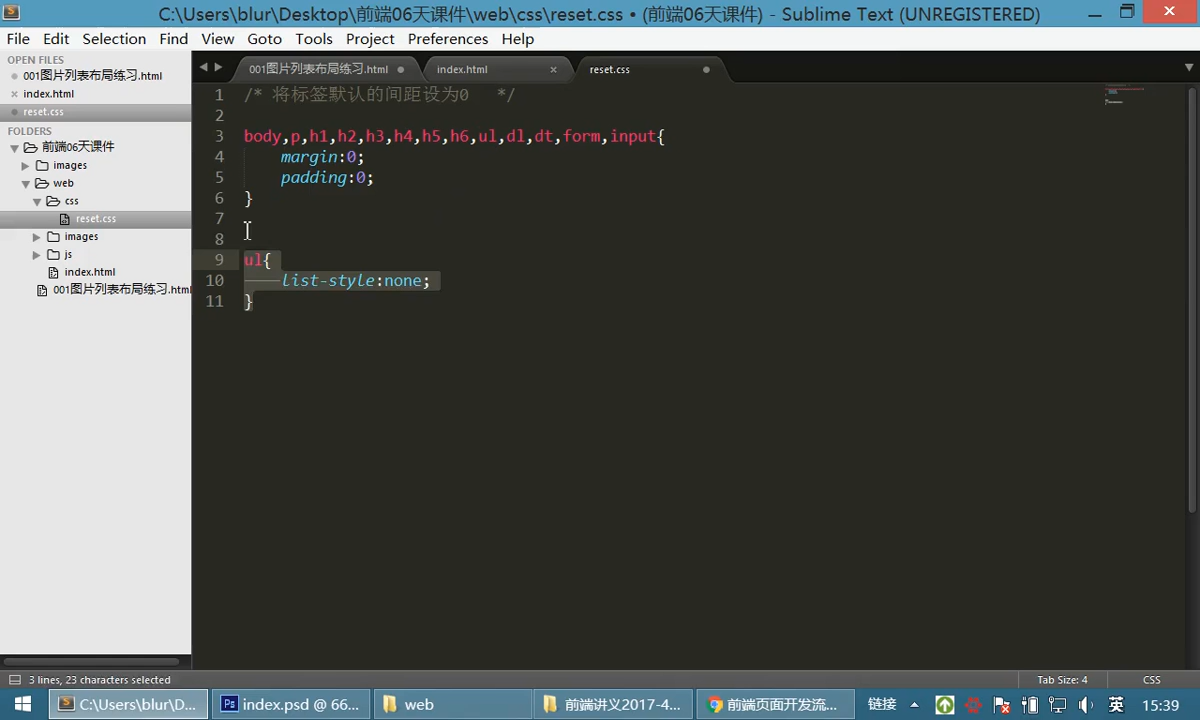 C:\Users\blur\Desktop\前端06天课件\web\css\reset.css • (前端06天课件) - Sublime Text (UNREGISTERED)
File Edit Selection Find View Goto Tools Project Preferences Help
OPEN FILES
001图片列表布局练习.html
index.html
reset.css
FOLDERS
前端06天课件
images
web
css
reset.css
images
js
index.html
001图片列表布局练习.html
001图片列表布局练习.html
index.html
reset.css
1 /* 将标签默认的间距设为0 */
2
3 body,p,h1,h2,h3,h4,h5,h6,ul,dl,dt,form,input{
4 margin:0;
5 padding:0;
6 }
7
8
9 ul{
10 list-style:none;
11 }
3 lines, 23 characters selected
Tab Size: 4
CSS
C:\Users\blur\D...
index.psd @ 66...
web
前端讲义2017-4...
前端页面开发流...
链接
英
15:39